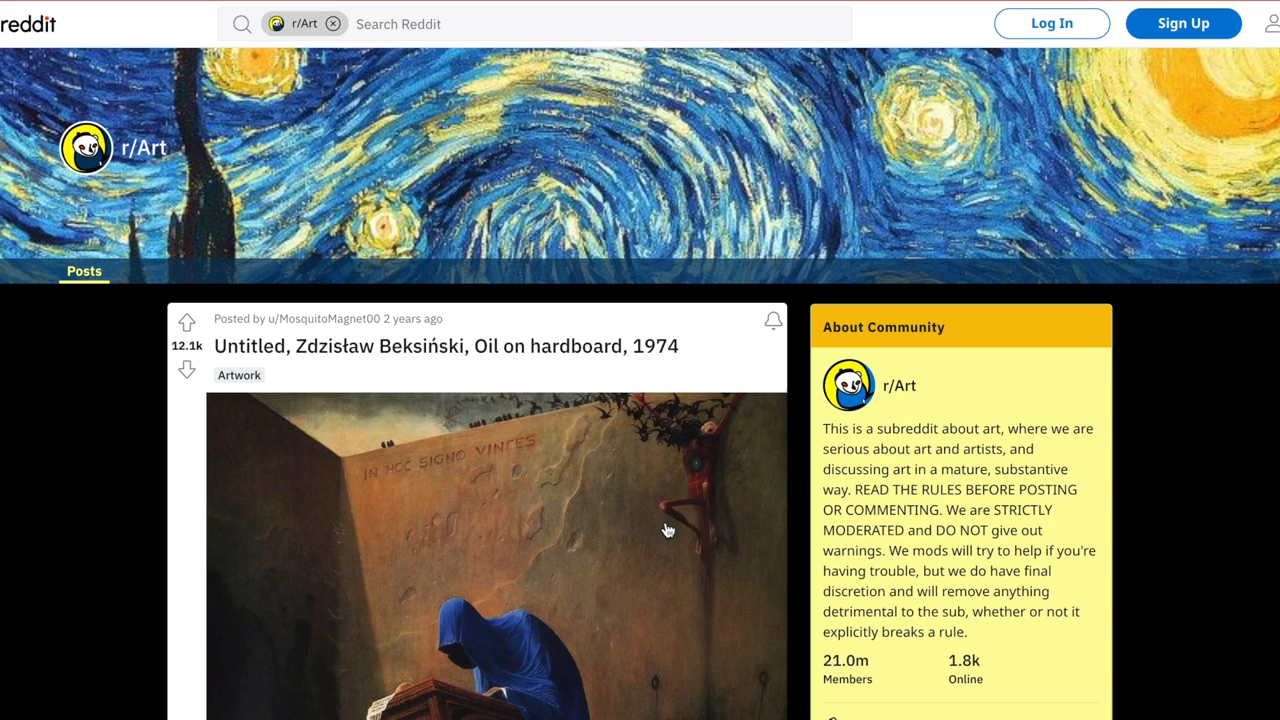 reddit
r/Art
Search Reddit
Log In
Sign Up
r/Art
Posts
Posted by u/MosquitoMagnet00 2 years ago
12.1k
Untitled, Zdzisław Beksiński, Oil on hardboard, 1974
Artwork
IN HOC SIGNO VINCES
About Community
r/Art
This is a subreddit about art, where we are
serious about art and artists, and
discussing art in a mature, substantive
way. READ THE RULES BEFORE POSTING
OR COMMENTING. We are STRICTLY
MODERATED and DO NOT give out
warnings. We mods will try to help if you're
having trouble, but we do have final
discretion and will remove anything
detrimental to the sub, whether or not it
explicitly breaks a rule.
21.0m
1.8k
Members
Online